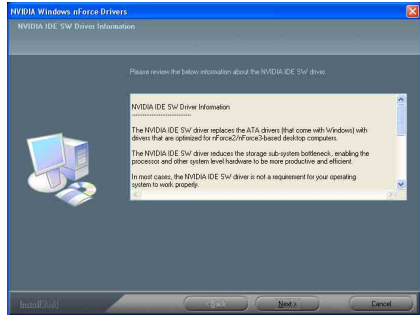 NVIDIA Windows nForce Drivers
NVIDIA IDE SW Driver Information
Please review the below information about the NVIDIA IDE SW driver.
NVIDIA IDE SW Driver Information
------------------------------
The NVIDIA IDE SW driver replaces the ATA drivers (that come with Windows) with
drivers that are optimized for nForce2/nForce3-based desktop computers.
The NVIDIA IDE SW driver reduces the storage sub-system bottleneck, enabling the
processor and other system level hardware to be more productive and efficient.
In most cases, the NVIDIA IDE SW driver is not a requirement for your operating
system to work properly.
InstallShield
< Back
Next >
Cancel